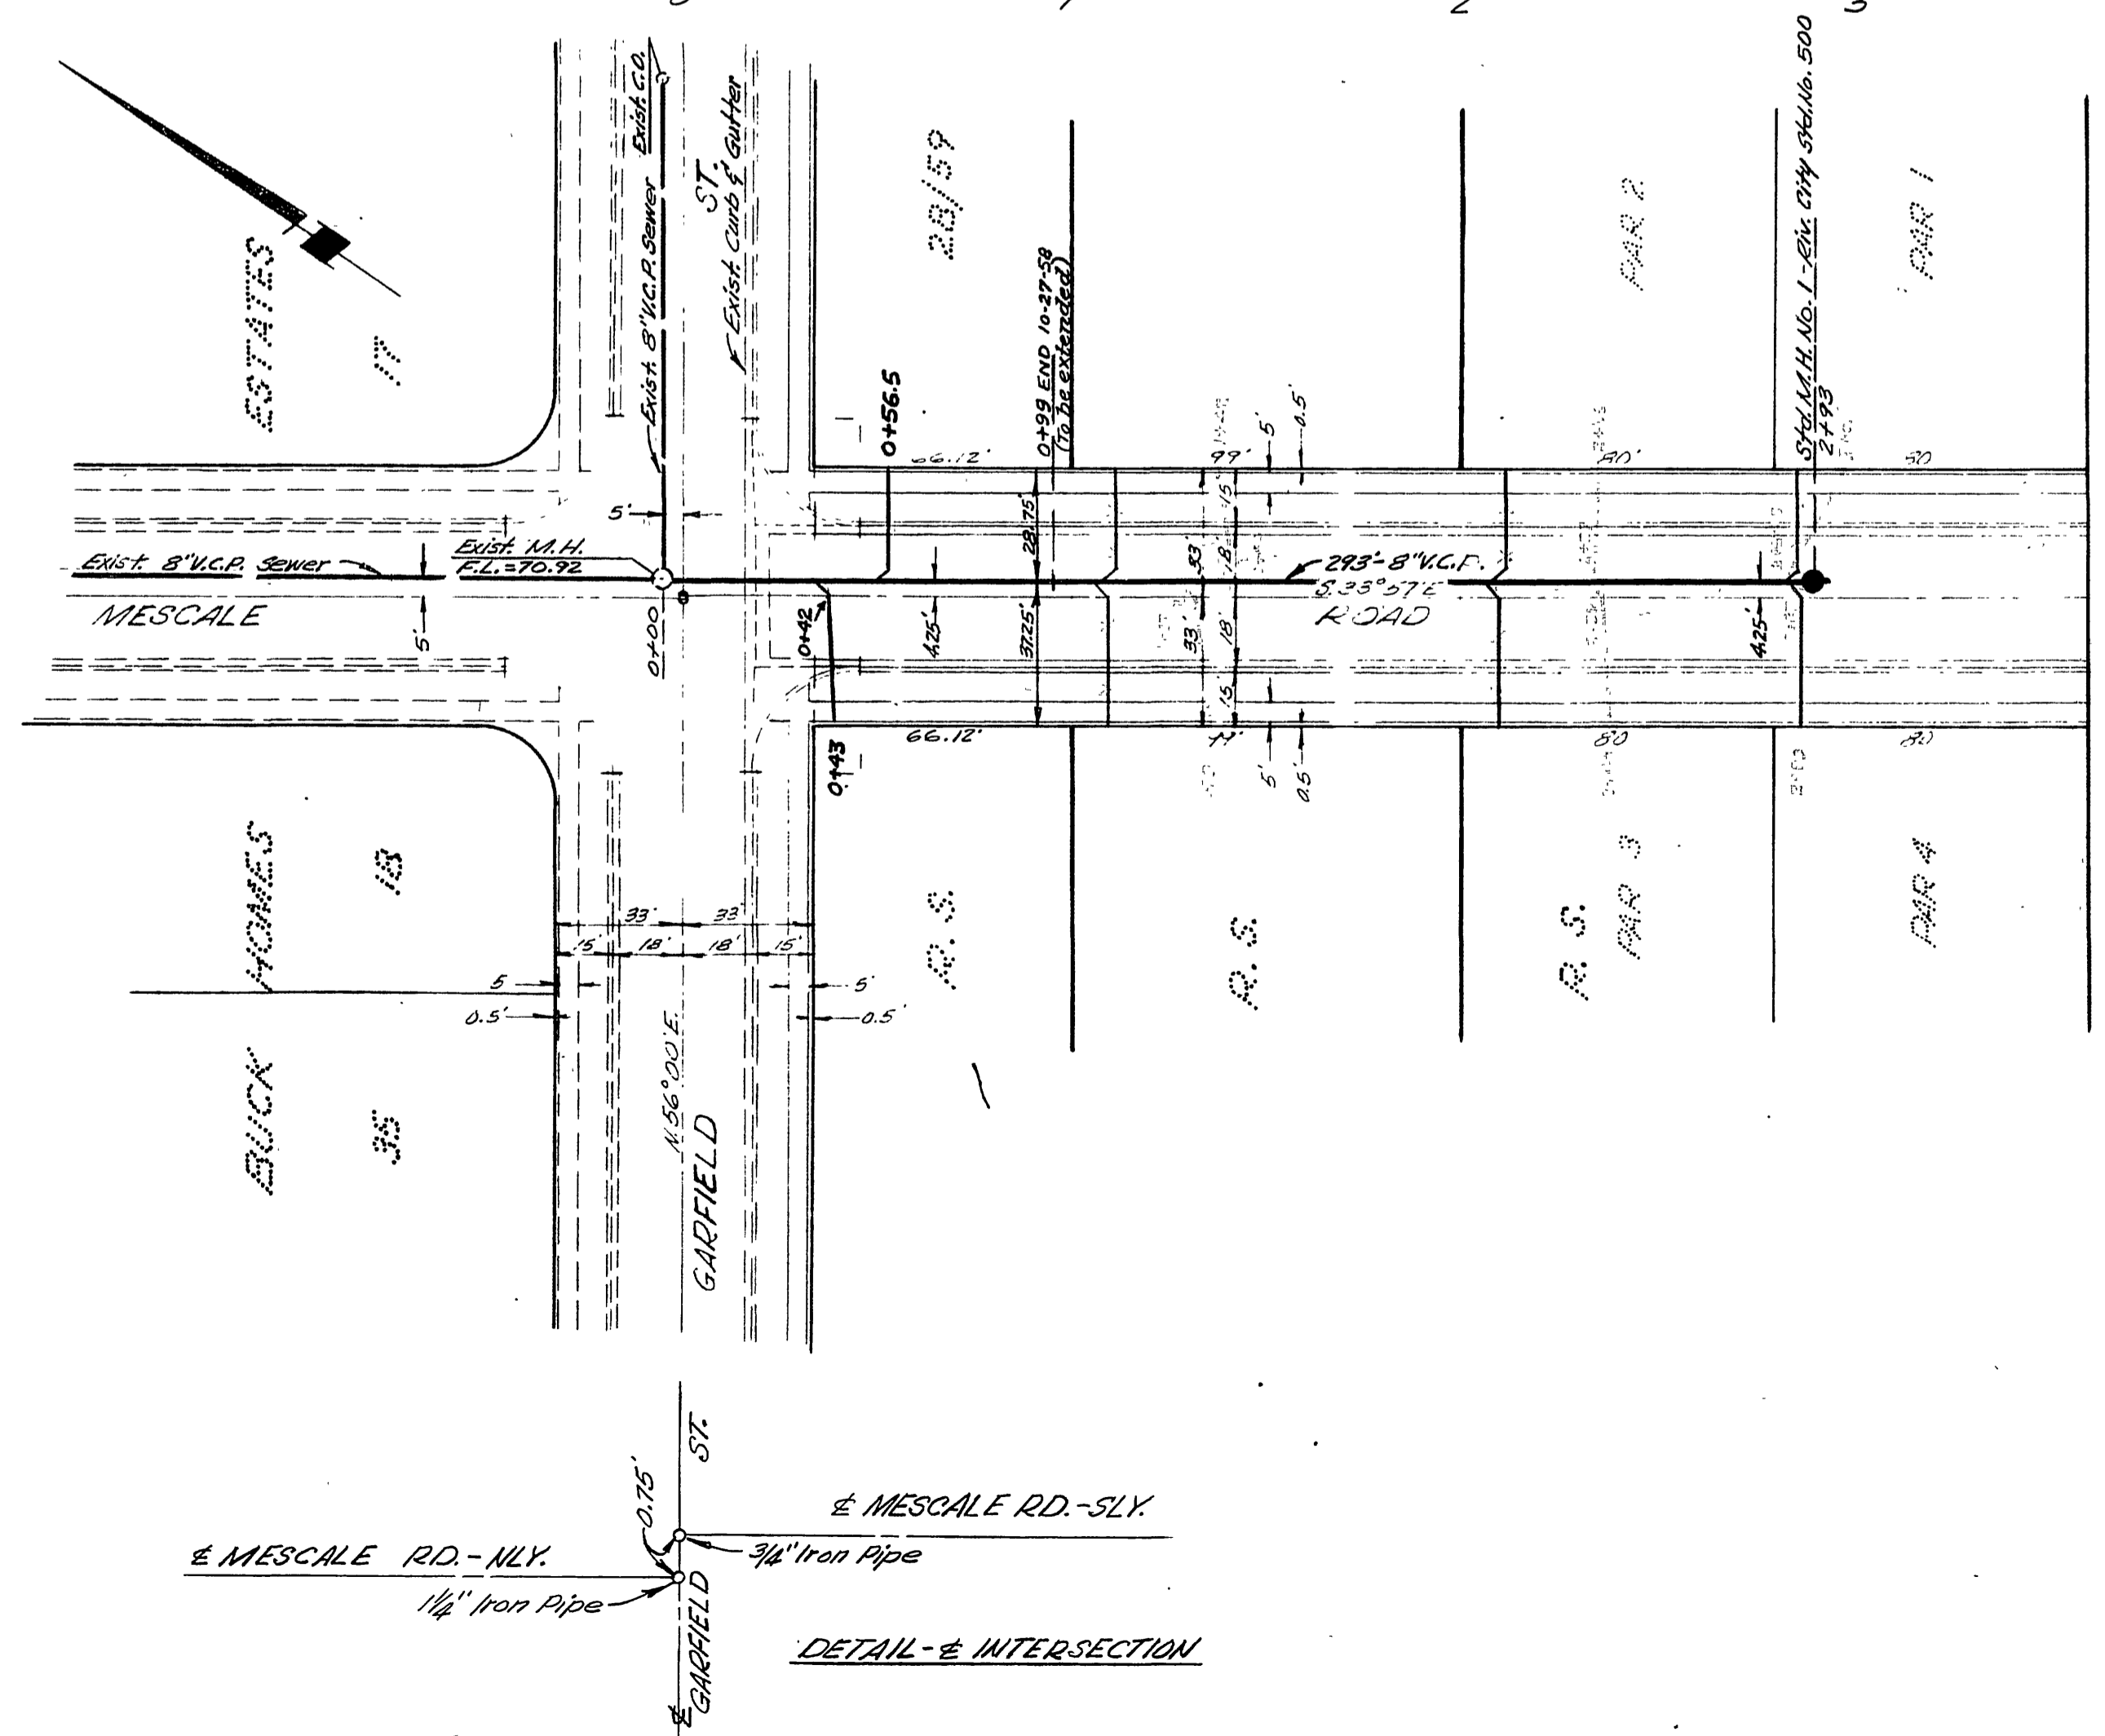 2
3
Exist. C.O.
Exist. 8" V.C.P. Sewer
ST.
Exist. Curb & Gutter
28/59
PAR 2
PAR 1
Std. M.H. No. 1 - Riv. City Std. No. 500
2+93
ESTATES
17
0+56.5
0+99 END 10-27-58
(To be extended)
66.12'
99'
5'
0.5'
80'
80
5'
28.75'
15'
33'
18'
Exist. 8" V.C.P. Sewer
Exist. M.H.
F.L.=70.92
293'-8" V.C.P.
S.33°57'E
ROAD
MESCALE
5'
0+00
0+42
4.25'
37.25'
33'
18'
15'
4.25'
0+43
66.12'
5'
0.5'
80
80
BUCK HOMES
18
35
33'
33'
15'
18'
18'
15'
5
5'
0.5'
0.5'
R. S.
R. S.
R. S.
PAR 3
PAR 4
N.56°00'E.
GARFIELD
ST.
0.75'
℄ MESCALE RD.-SLY.
3/4" Iron Pipe
℄ MESCALE RD.-NLY.
1 1/4" Iron Pipe
℄ GARFIELD
DETAIL-℄ INTERSECTION